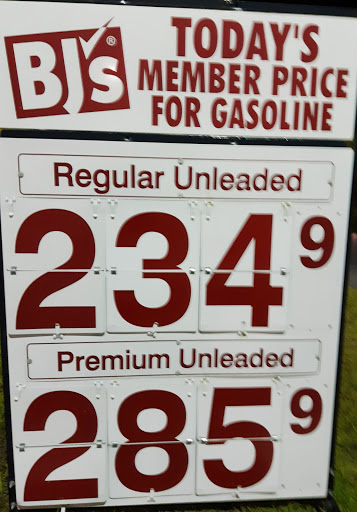 BJ's®
TODAY'S
MEMBER PRICE
FOR GASOLINE
Regular Unleaded
234 9
Premium Unleaded
285 9